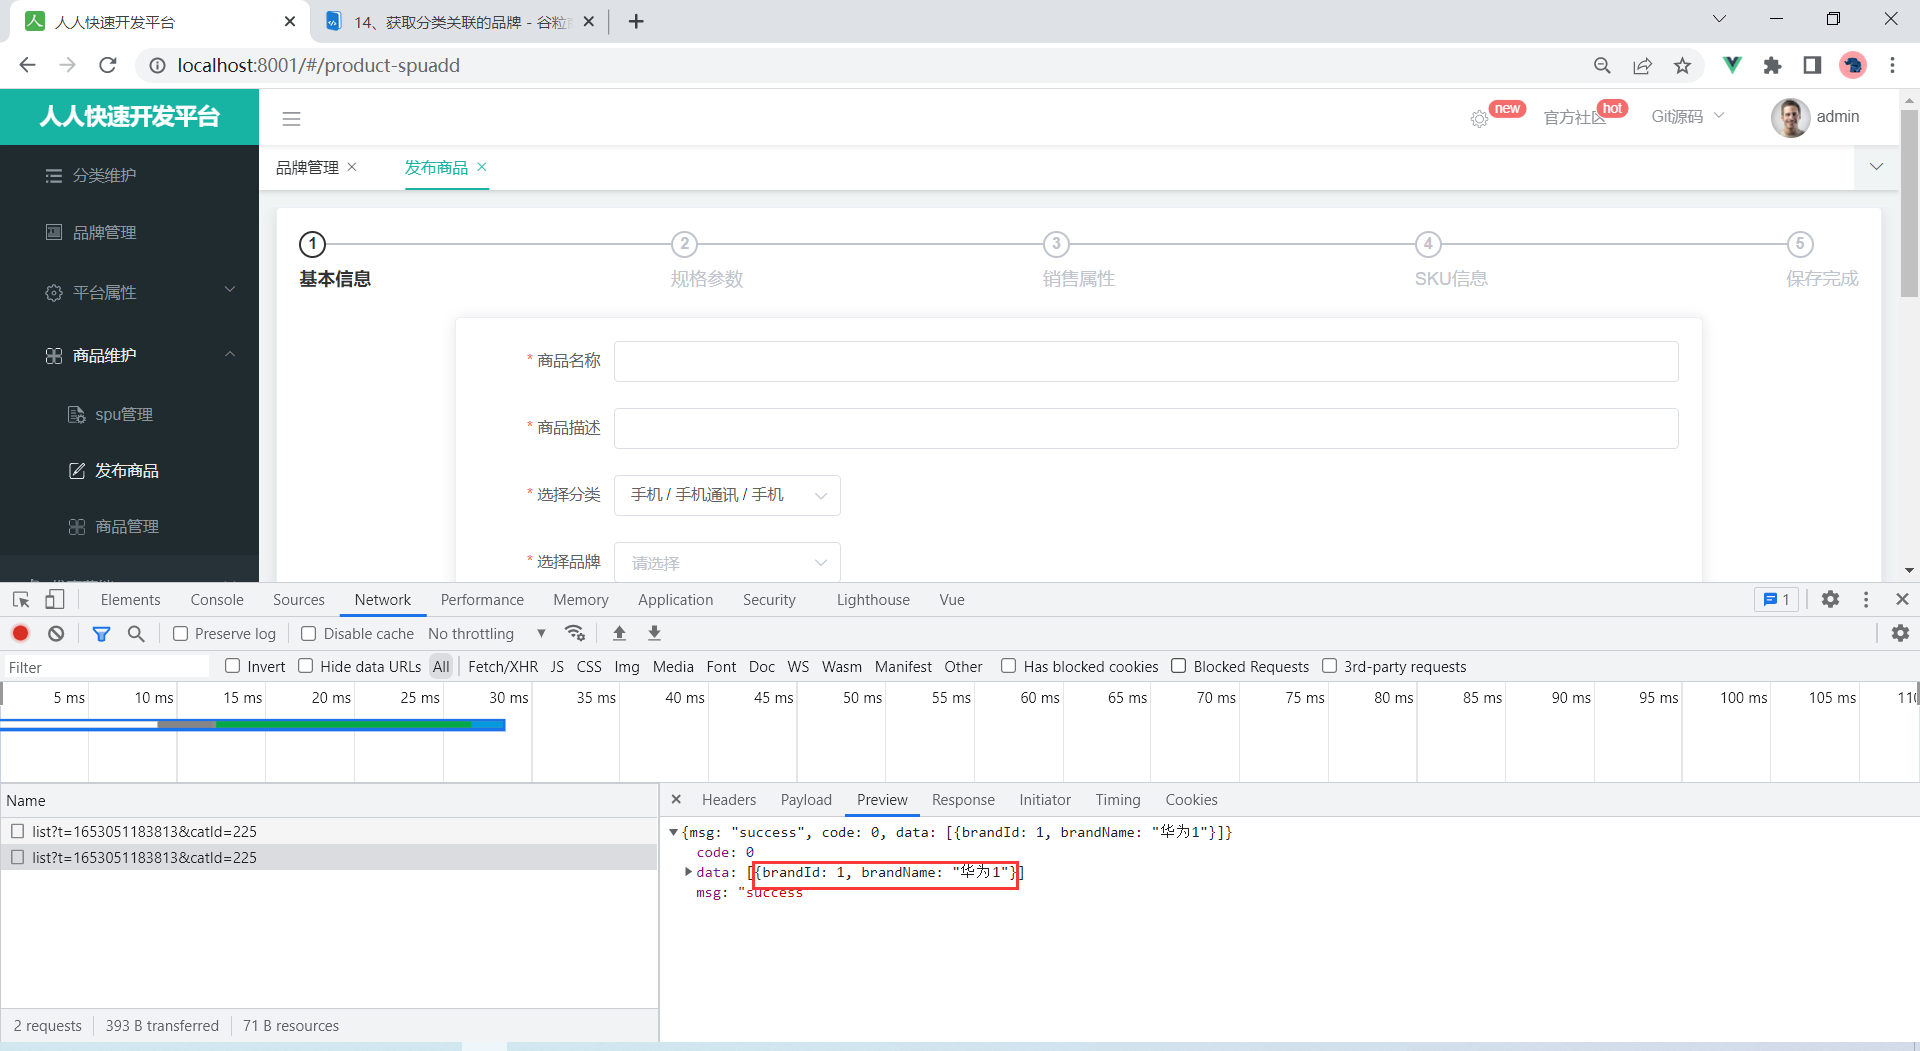 人人快速开发平台
14、获取分类关联的品牌 - 谷粒
localhost:8001/#/product-spuadd
人人快速开发平台
new
官方社区
hot
Git源码
admin
分类维护
品牌管理
平台属性
商品维护
spu管理
发布商品
商品管理
品牌管理
发布商品
1
2
3
4
5
基本信息
规格参数
销售属性
SKU信息
保存完成
* 商品名称
* 商品描述
* 选择分类
手机 / 手机通讯 / 手机
* 选择品牌
请选择
Elements Console Sources Network Performance Memory Application Security Lighthouse Vue
1
Preserve log Disable cache No throttling
Filter
Invert Hide data URLs All Fetch/XHR JS CSS Img Media Font Doc WS Wasm Manifest Other Has blocked cookies Blocked Requests 3rd-party requests
5 ms 10 ms 15 ms 20 ms 25 ms 30 ms 35 ms 40 ms 45 ms 50 ms 55 ms 60 ms 65 ms 70 ms 75 ms 80 ms 85 ms 90 ms 95 ms 100 ms 105 ms
Name
list?t=1653051183813&catId=225
list?t=1653051183813&catId=225
2 requests 393 B transferred 71 B resources
Headers Payload Preview Response Initiator Timing Cookies
{msg: "success", code: 0, data: [{brandId: 1, brandName: "华为1"}]}
code: 0
data: [{brandId: 1, brandName: "华为1"}]
msg: "success